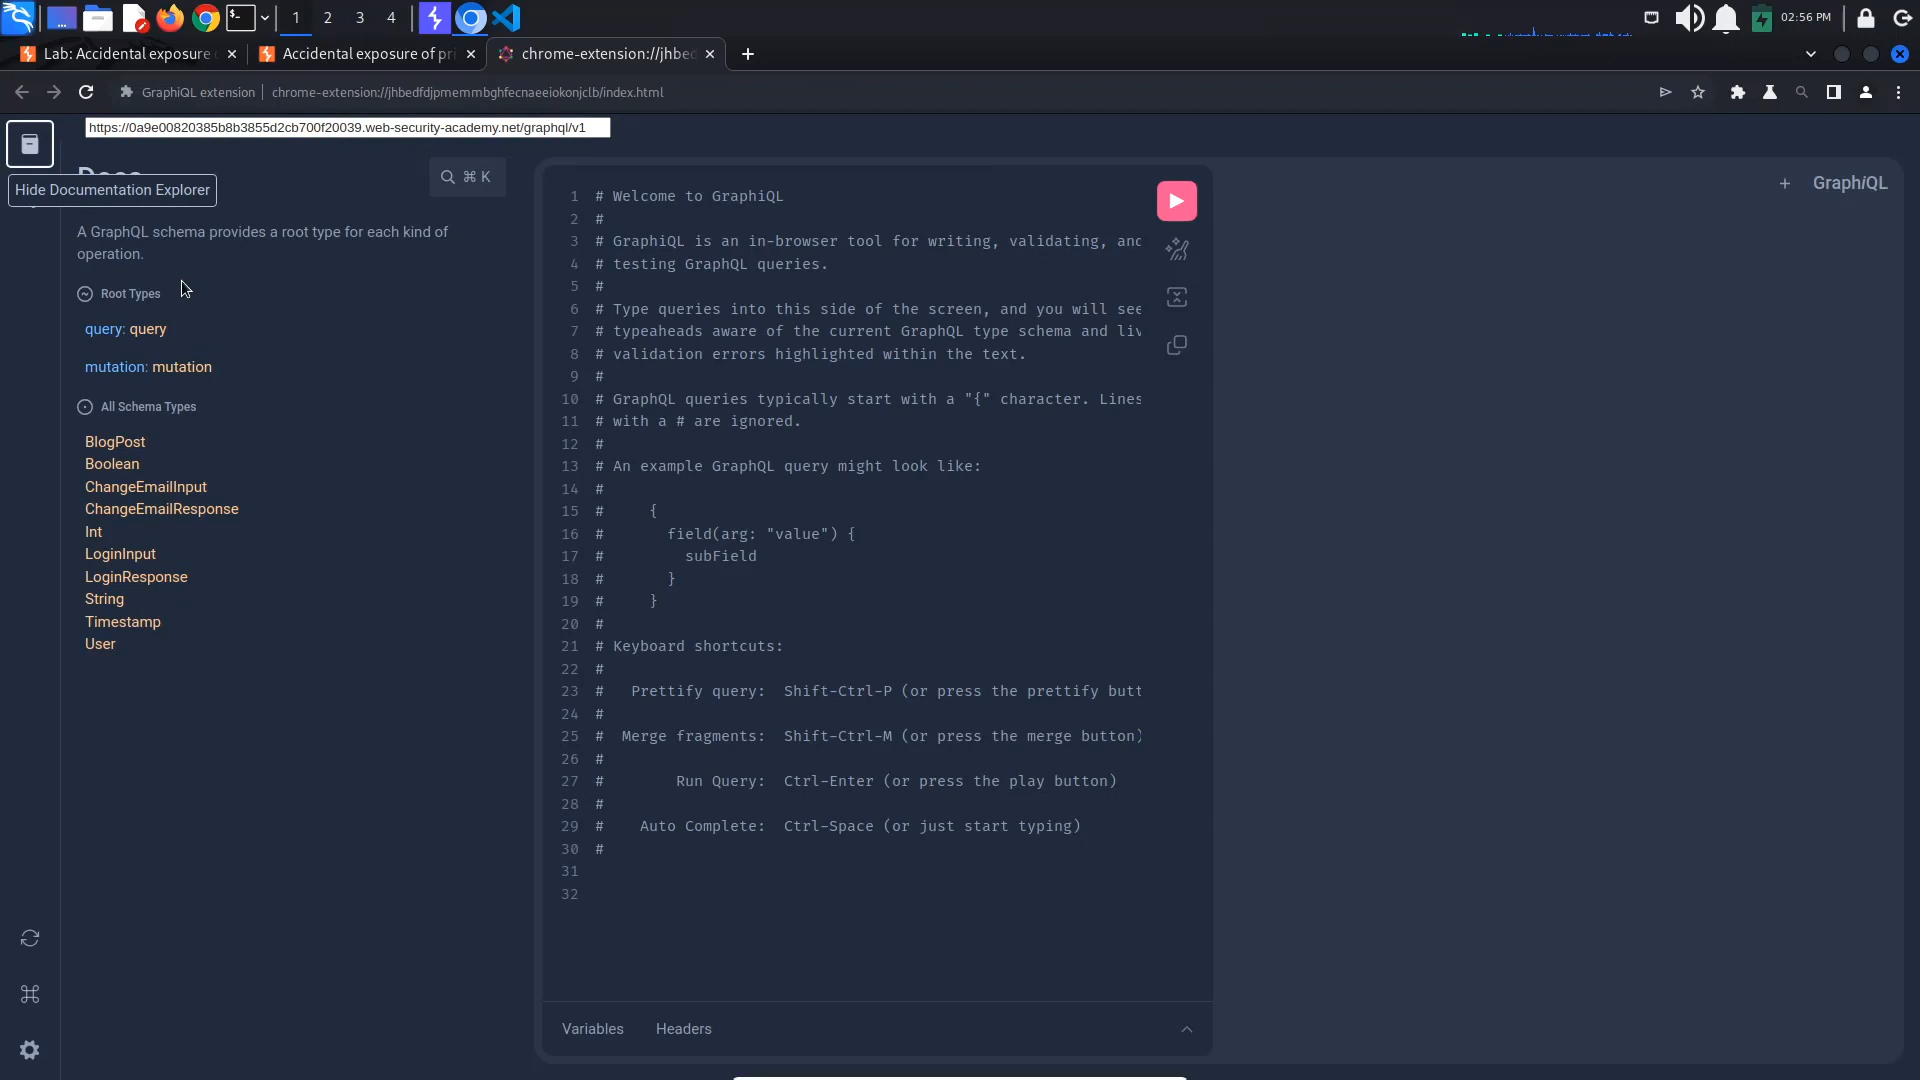 1 2 3 4 02:56 PM
Lab: Accidental exposure Accidental exposure of pri chrome-extension://jhbed
GraphiQL extension chrome-extension://jhbedfdjpmemmbghfecnaeeiokonjclb/index.html
https://0a9e00820385b8b3855d2cb700f20039.web-security-academy.net/graphql/v1
⌘ K
Hide Documentation Explorer
A GraphQL schema provides a root type for each kind of
operation.
Root Types
query: query
mutation: mutation
All Schema Types
BlogPost
Boolean
ChangeEmailInput
ChangeEmailResponse
Int
LoginInput
LoginResponse
String
Timestamp
User
1 # Welcome to GraphiQL
2 #
3 # GraphiQL is an in-browser tool for writing, validating, and
4 # testing GraphQL queries.
5 #
6 # Type queries into this side of the screen, and you will see
7 # typeaheads aware of the current GraphQL type schema and liv
8 # validation errors highlighted within the text.
9 #
10 # GraphQL queries typically start with a "{" character. Lines
11 # with a # are ignored.
12 #
13 # An example GraphQL query might look like:
14 #
15 #     {
16 #       field(arg: "value") {
17 #         subField
18 #       }
19 #     }
20 #
21 # Keyboard shortcuts:
22 #
23 #   Prettify query:  Shift-Ctrl-P (or press the prettify butt
24 #
25 #  Merge fragments:  Shift-Ctrl-M (or press the merge button)
26 #
27 #        Run Query:  Ctrl-Enter (or press the play button)
28 #
29 #    Auto Complete:  Ctrl-Space (or just start typing)
30 #
31
32
Variables Headers
+ GraphiQL